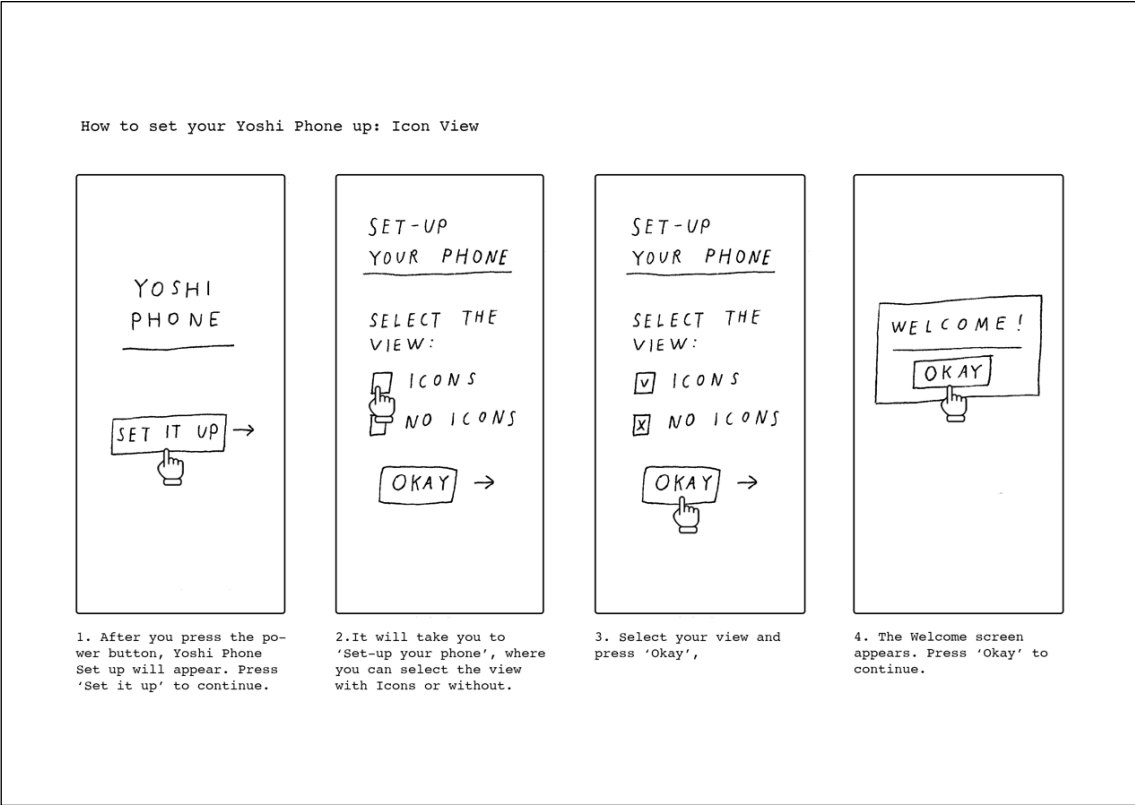 How to set your Yoshi Phone up: Icon View
YOSHI
PHONE
SET IT UP →
1. After you press the po-
wer button, Yoshi Phone
Set up will appear. Press
‘Set it up’ to continue.
SET-UP
YOUR PHONE
SELECT THE
VIEW:
ICONS
NO ICONS
OKAY →
2.It will take you to
‘Set-up your phone’, where
you can select the view
with Icons or without.
SET-UP
YOUR PHONE
SELECT THE
VIEW:
v ICONS
x NO ICONS
OKAY →
3. Select your view and
press ‘Okay’,
WELCOME!
OKAY
4. The Welcome screen
appears. Press ‘Okay’ to
continue.